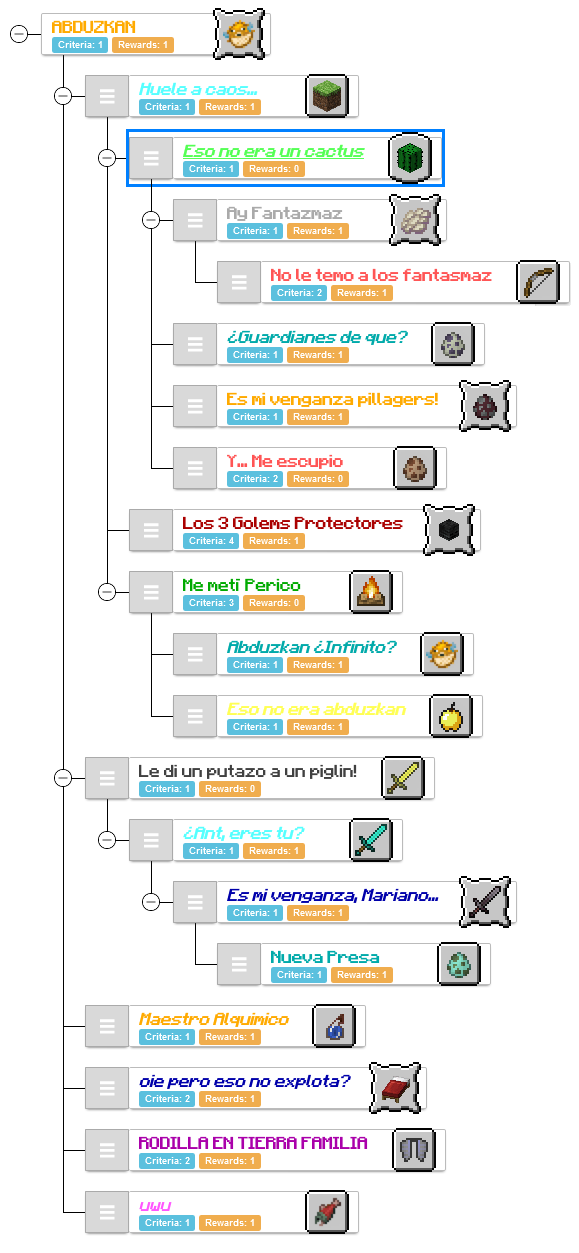 ABDUZKAN
Criteria: 1 Rewards: 1
Huele a caos...
Criteria: 1 Rewards: 1
Eso no era un cactus
Criteria: 1 Rewards: 0
Ay Fantazmaz
Criteria: 1 Rewards: 1
No le temo a los fantasmaz
Criteria: 2 Rewards: 1
¿Guardianes de que?
Criteria: 1 Rewards: 1
Es mi venganza pillagers!
Criteria: 1 Rewards: 1
Y... Me escupio
Criteria: 2 Rewards: 0
Los 3 Golems Protectores
Criteria: 4 Rewards: 1
Me metí Perico
Criteria: 3 Rewards: 0
Abduzkan ¿Infinito?
Criteria: 1 Rewards: 1
Eso no era abduzkan
Criteria: 1 Rewards: 1
Le di un putazo a un piglin!
Criteria: 1 Rewards: 0
¿Ant, eres tu?
Criteria: 1 Rewards: 1
Es mi venganza, Mariano...
Criteria: 1 Rewards: 1
Nueva Presa
Criteria: 1 Rewards: 1
Maestro Alquimico
Criteria: 1 Rewards: 1
oie pero eso no explota?
Criteria: 2 Rewards: 1
RODILLA EN TIERRA FAMILIA
Criteria: 2 Rewards: 1
uwu
Criteria: 1 Rewards: 1